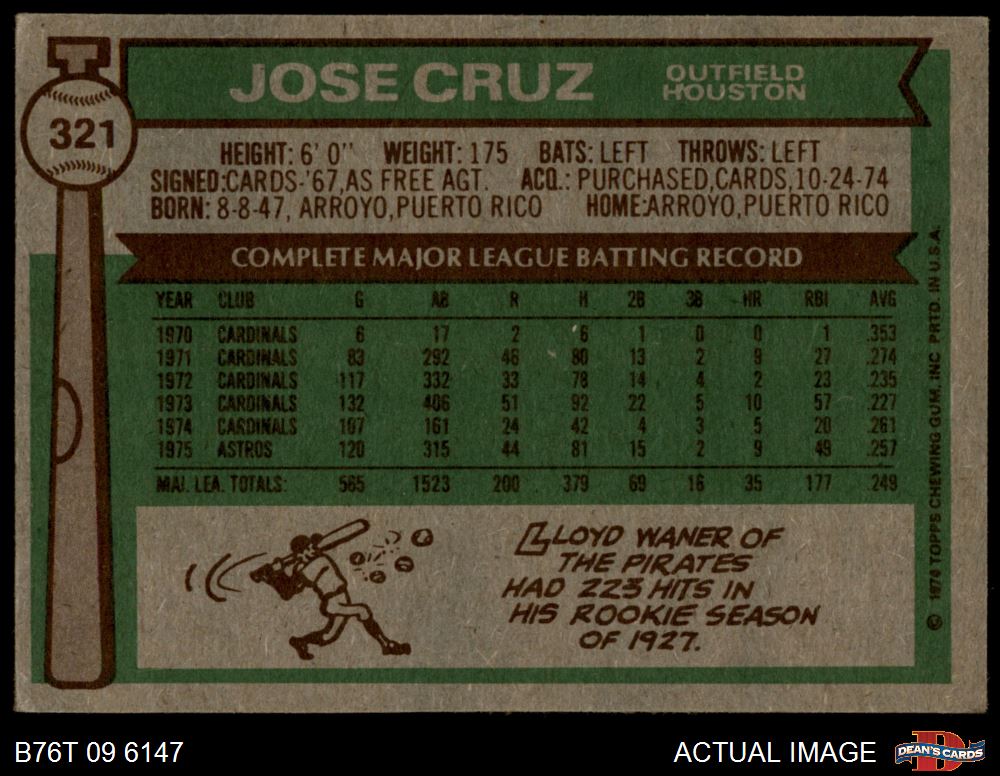 321
JOSE CRUZ OUTFIELD
HOUSTON
HEIGHT: 6' 0" WEIGHT: 175 BATS: LEFT THROWS: LEFT
SIGNED:CARDS-'67,AS FREE AGT. ACQ.: PURCHASED,CARDS,10-24-74
BORN: 8-8-47, ARROYO,PUERTO RICO HOME:ARROYO,PUERTO RICO
COMPLETE MAJOR LEAGUE BATTING RECORD
YEAR CLUB G AB R H 2B 3B HR RBI AVG
1970 CARDINALS 6 17 2 6 1 0 0 1 .353
1971 CARDINALS 83 292 46 80 13 2 9 27 .274
1972 CARDINALS 117 332 33 78 14 4 2 23 .235
1973 CARDINALS 132 406 51 92 22 5 10 57 .227
1974 CARDINALS 107 161 24 42 4 3 5 20 .261
1975 ASTROS 120 315 44 81 15 2 9 49 .257
MAJ. LEA. TOTALS: 565 1523 200 379 69 16 35 177 .249
LLOYD WANER OF
THE PIRATES
HAD 223 HITS IN
HIS ROOKIE SEASON
OF 1927.
© 1976 TOPPS CHEWING GUM, INC PRTD. IN U.S.A.
B76T 09 6147 ACTUAL IMAGE DEAN'S CARDS